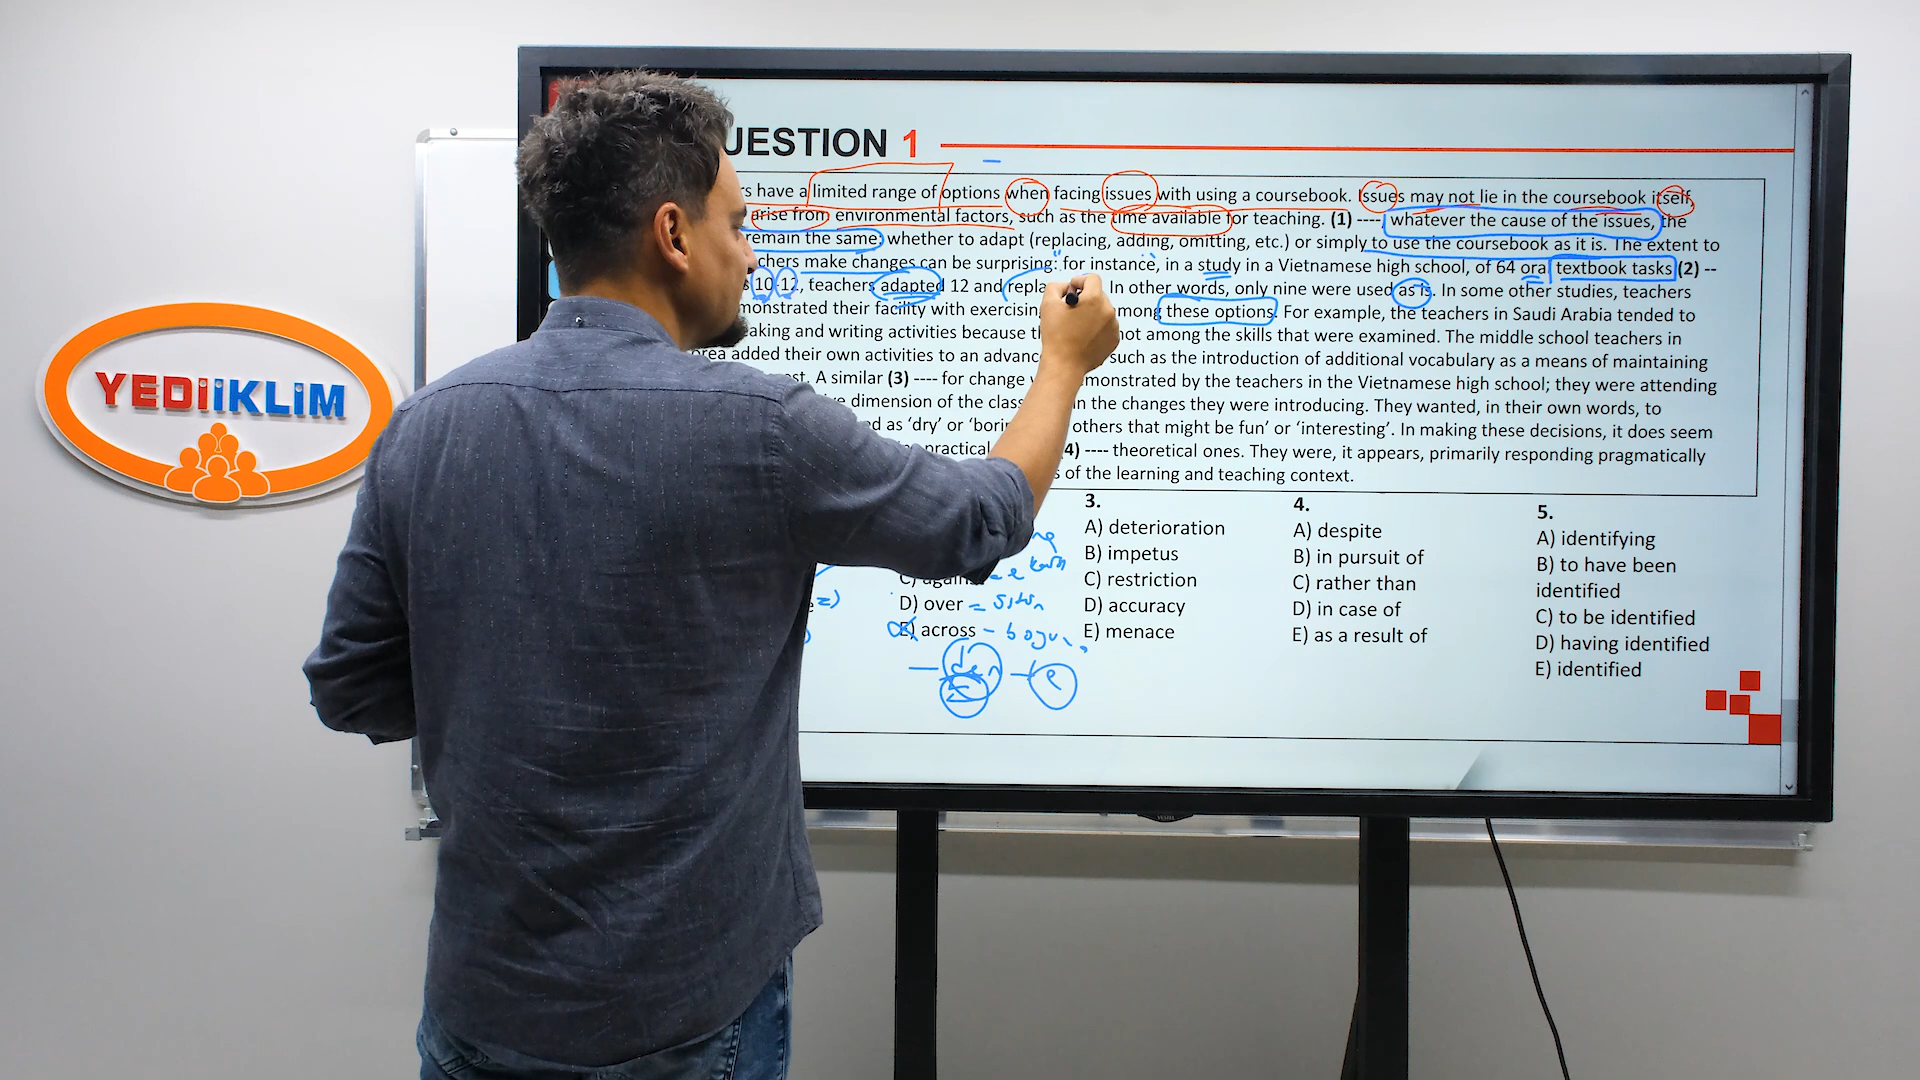 YEDiiKLiM
UESTION 1
rs have a limited range of options when facing issues with using a coursebook. Issues may not lie in the coursebook itself,
arise from environmental factors, such as the time available for teaching. (1) ----, whatever the cause of the issues, the
remain the same: whether to adapt (replacing, adding, omitting, etc.) or simply to use the coursebook as it is. The extent to
chers make changes can be surprising: for instance, in a study in a Vietnamese high school, of 64 oral textbook tasks (2) --
s 10-12, teachers adapted 12 and repla In other words, only nine were used as is. In some other studies, teachers
monstrated their facility with exercising mong these options. For example, the teachers in Saudi Arabia tended to
eaking and writing activities because th not among the skills that were examined. The middle school teachers in
orea added their own activities to an advanc such as the introduction of additional vocabulary as a means of maintaining
est. A similar (3) ---- for change emonstrated by the teachers in the Vietnamese high school; they were attending
ve dimension of the class n the changes they were introducing. They wanted, in their own words, to
ed as ‘dry’ or ‘borin others that might be fun’ or ‘interesting’. In making these decisions, it does seem
practical 4) ---- theoretical ones. They were, it appears, primarily responding pragmatically
s of the learning and teaching context.
C) against
D) over = üstün
E) across – boyun
den e
3.
A) deterioration
B) impetus
C) restriction
D) accuracy
E) menace
4.
A) despite
B) in pursuit of
C) rather than
D) in case of
E) as a result of
5.
A) identifying
B) to have been
identified
C) to be identified
D) having identified
E) identified